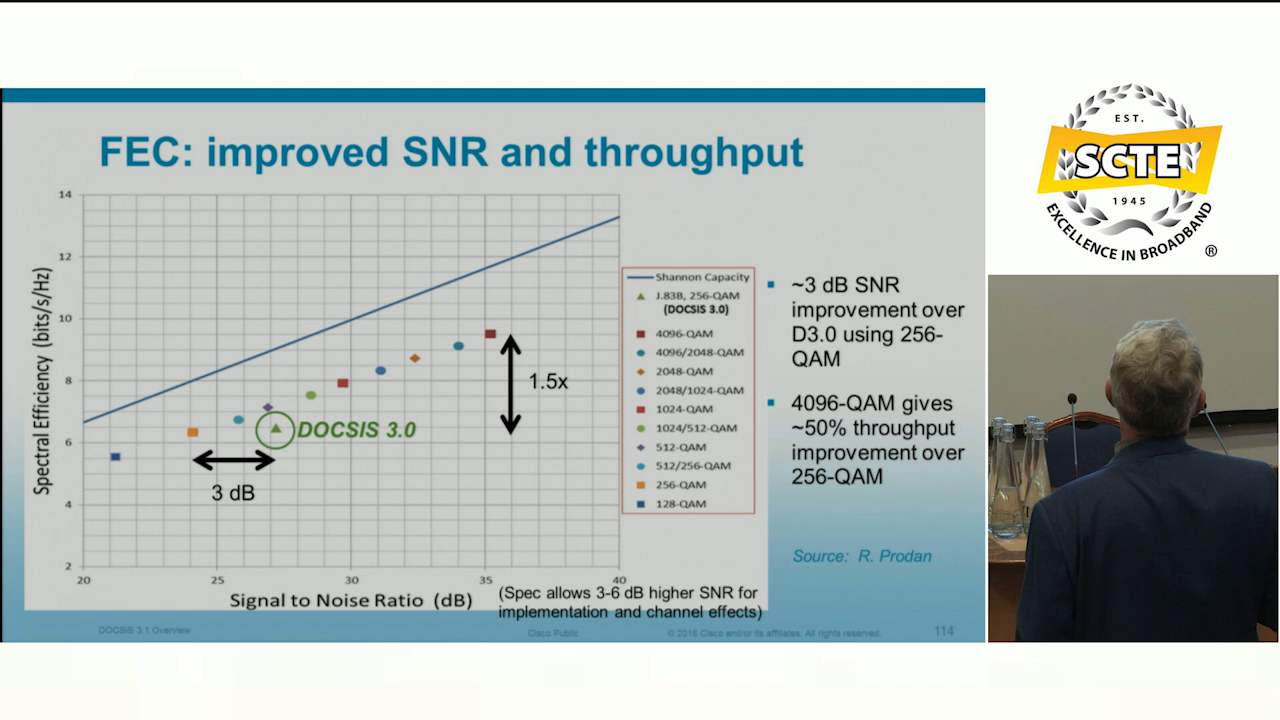 FEC: improved SNR and throughput
14
12
10
8
6
4
2
20
25
30
35
40
Spectral Efficiency (bits/s/Hz)
Signal to Noise Ratio (dB)
DOCSIS 3.0
3 dB
1.5x
Shannon Capacity
J.83B, 256-QAM
(DOCSIS 3.0)
4096-QAM
4096/2048-QAM
2048-QAM
2048/1024-QAM
1024-QAM
1024/512-QAM
512-QAM
512/256-QAM
256-QAM
128-QAM
~3 dB SNR
improvement over
D3.0 using 256-
QAM
4096-QAM gives
~50% throughput
improvement over
256-QAM
Source: R. Prodan
(Spec allows 3-6 dB higher SNR for
implementation and channel effects)
DOCSIS 3.1 Overview
Cisco Public
© 2016 Cisco and/or its affiliates. All rights reserved.
114
EST.
SCTE
1945
EXCELLENCE IN BROADBAND
®